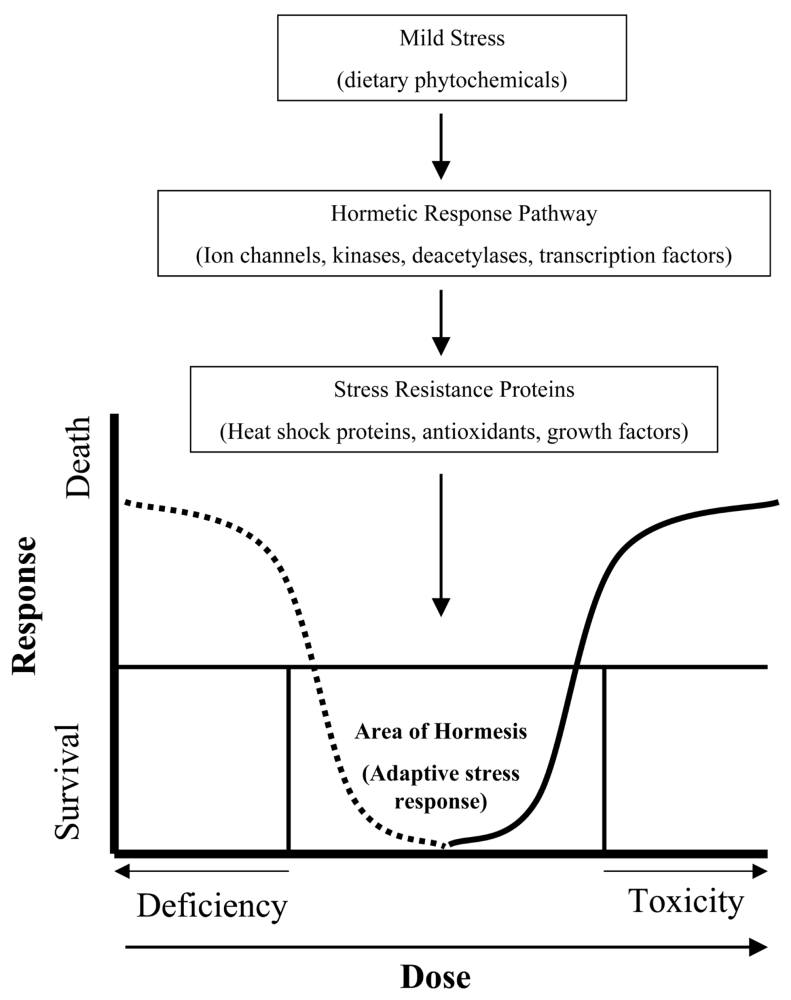 Mild Stress
(dietary phytochemicals)
Hormetic Response Pathway
(Ion channels, kinases, deacetylases, transcription factors)
Stress Resistance Proteins
(Heat shock proteins, antioxidants, growth factors)
Death
Response
Survival
Area of Hormesis
(Adaptive stress
response)
Deficiency
Toxicity
Dose